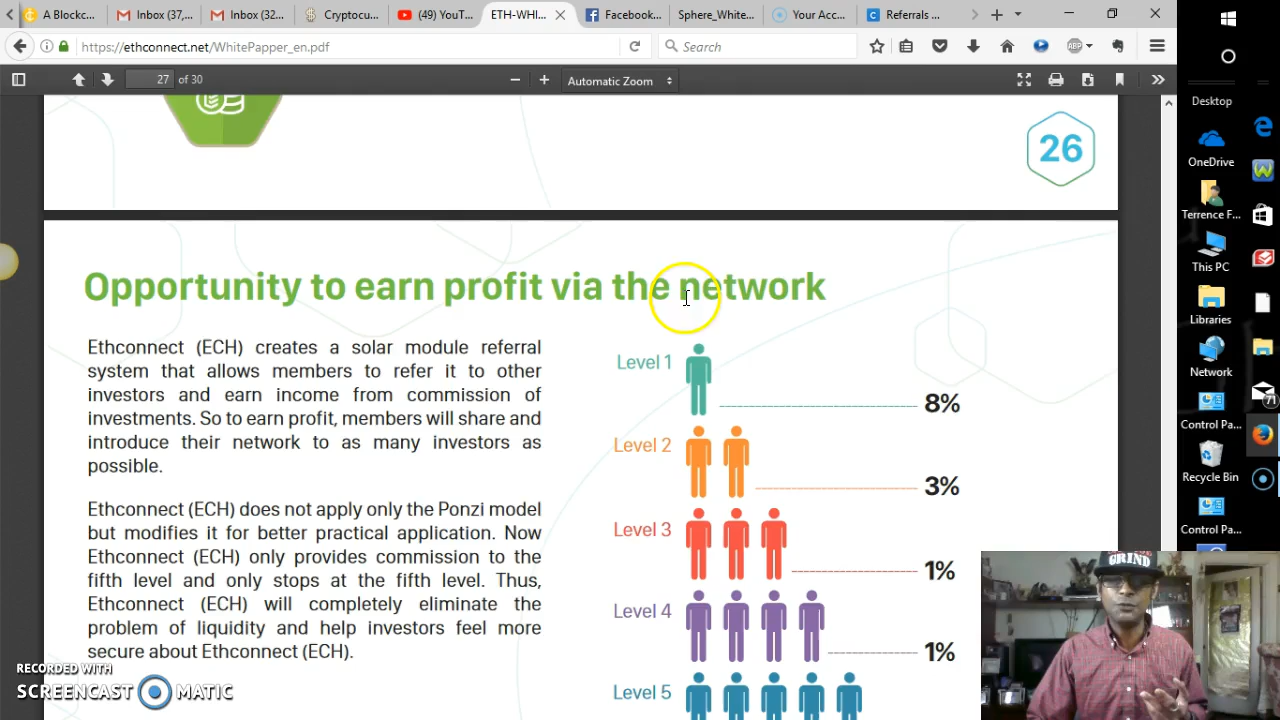 A Blockc...
Inbox (37,...
Inbox (32...
Cryptocu...
(49) YouT...
ETH-WHI...
Facebook...
Sphere_White...
Your Acc...
Referrals ...
https://ethconnect.net/WhitePapper_en.pdf
Search
ABP
27 of 30
Automatic Zoom
26
Opportunity to earn profit via the network
Ethconnect (ECH) creates a solar module referral
system that allows members to refer it to other
investors and earn income from commission of
investments. So to earn profit, members will share and
introduce their network to as many investors as
possible.
Ethconnect (ECH) does not apply only the Ponzi model
but modifies it for better practical application. Now
Ethconnect (ECH) only provides commission to the
fifth level and only stops at the fifth level. Thus,
Ethconnect (ECH) will completely eliminate the
problem of liquidity and help investors feel more
secure about Ethconnect (ECH).
Level 1
8%
Level 2
3%
Level 3
1%
Level 4
1%
Level 5
Desktop
OneDrive
Terrence F...
This PC
Libraries
Network
71
Control Pa...
Recycle Bin
Control Pa...
GRIND
RECORDED WITH
SCREENCAST MATIC